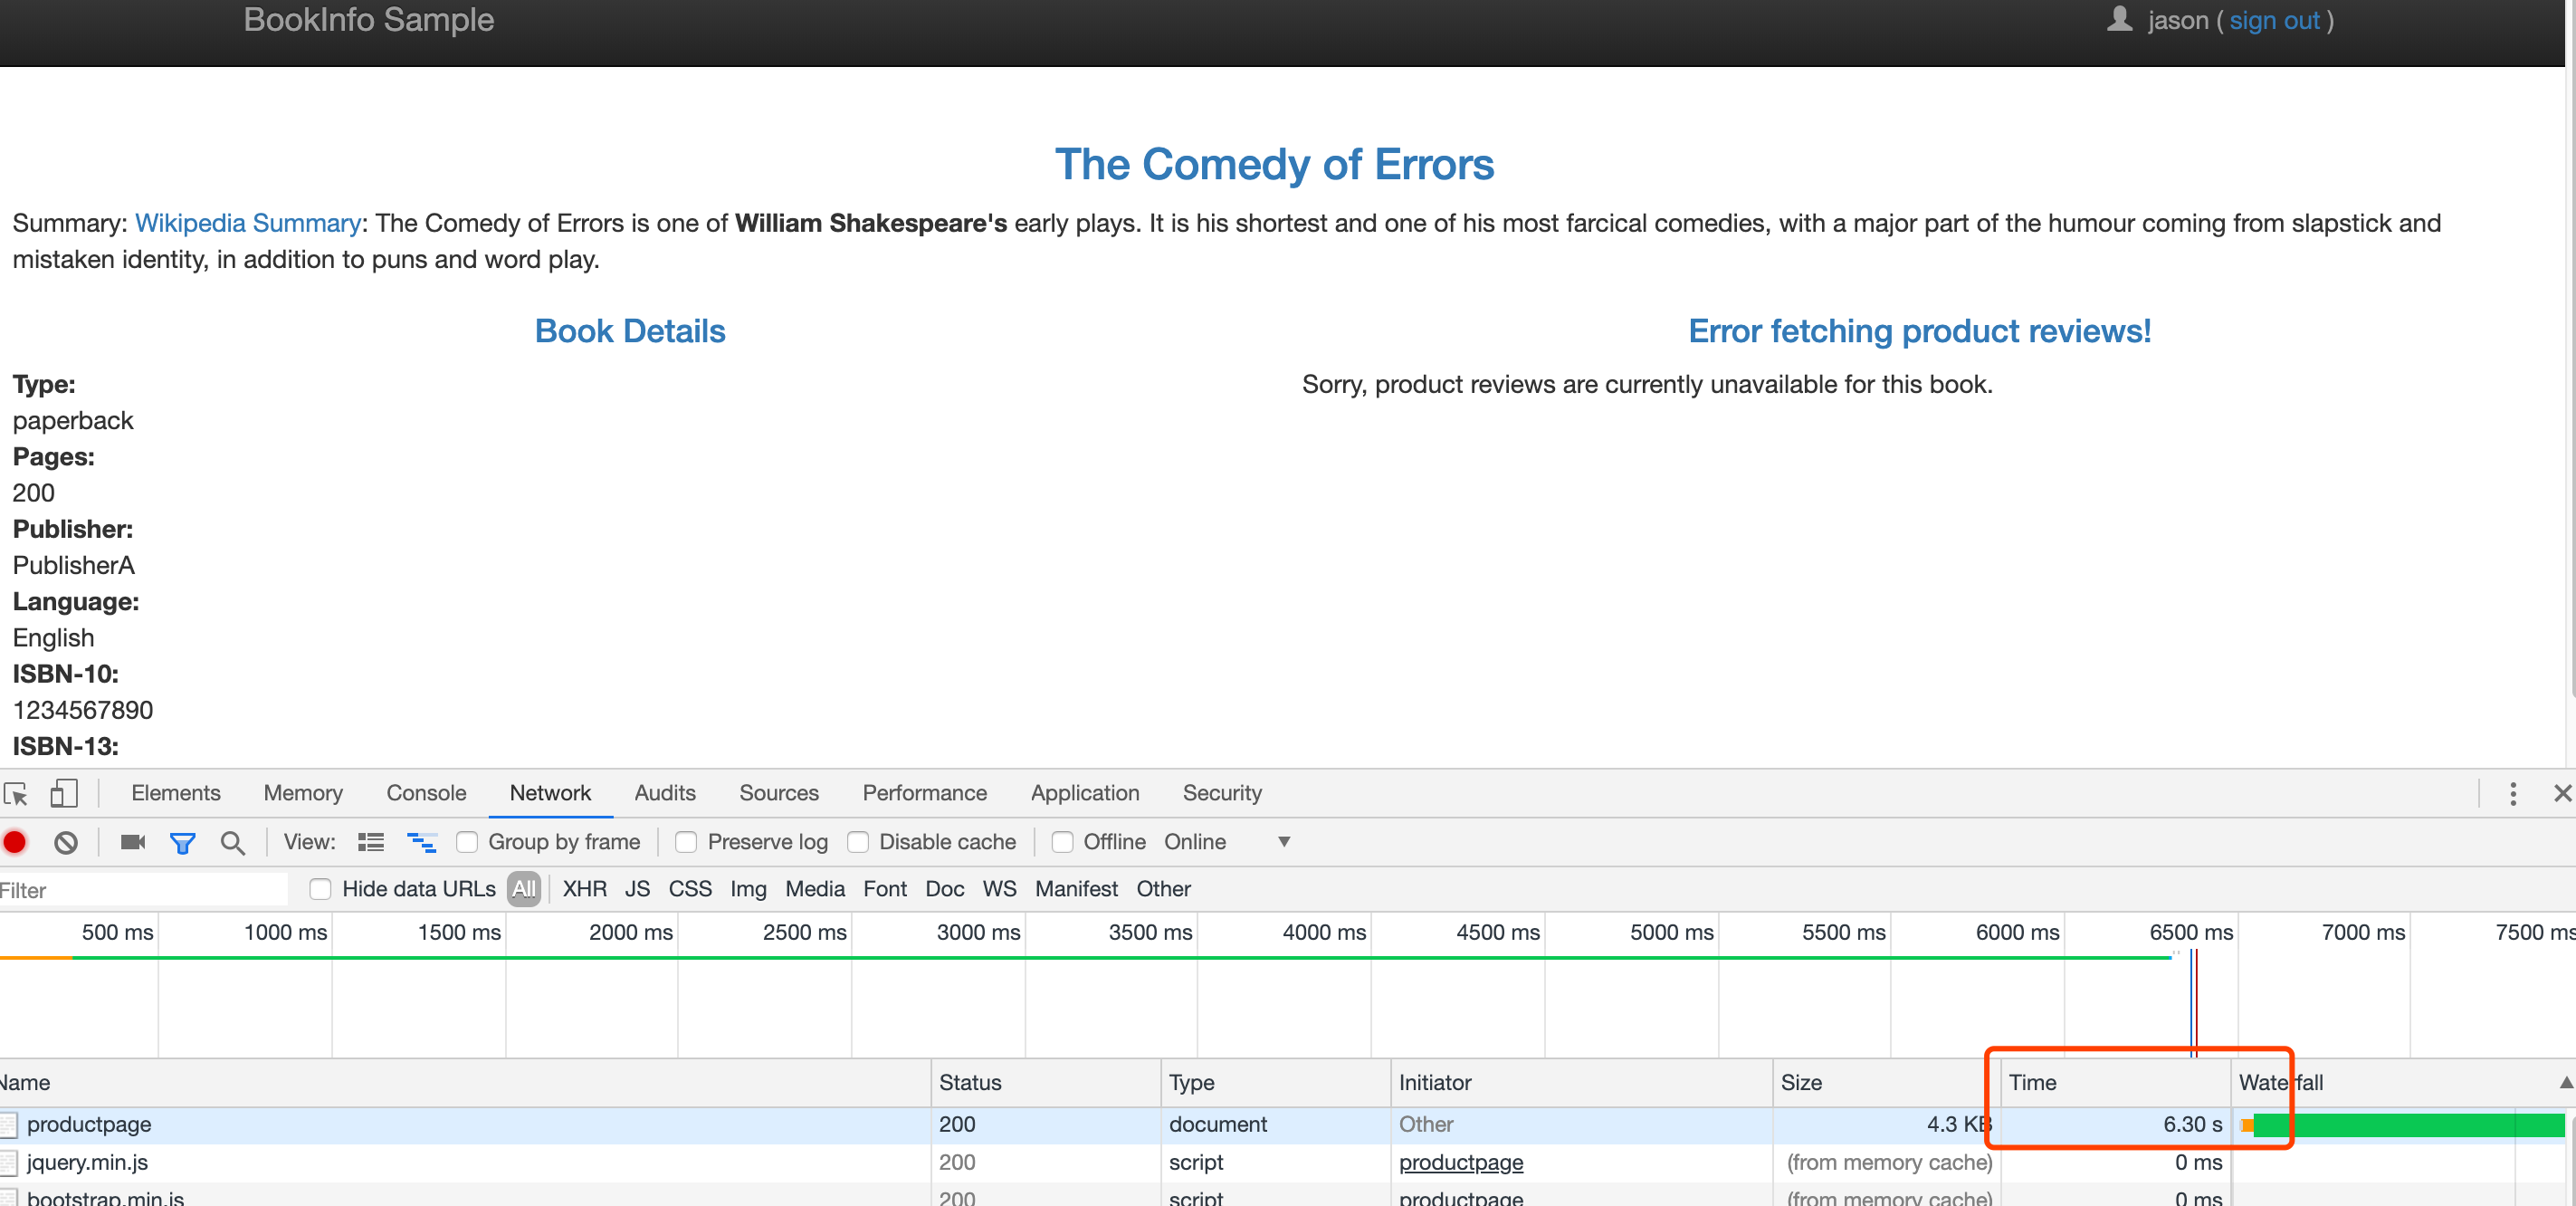 BookInfo Sample
jason ( sign out )
The Comedy of Errors
Summary: Wikipedia Summary: The Comedy of Errors is one of William Shakespeare's early plays. It is his shortest and one of his most farcical comedies, with a major part of the humour coming from slapstick and
mistaken identity, in addition to puns and word play.
Book Details
Type:
paperback
Pages:
200
Publisher:
PublisherA
Language:
English
ISBN-10:
1234567890
ISBN-13:
Error fetching product reviews!
Sorry, product reviews are currently unavailable for this book.
Elements Memory Console Network Audits Sources Performance Application Security
View: Group by frame Preserve log Disable cache Offline Online
Filter Hide data URLs All XHR JS CSS Img Media Font Doc WS Manifest Other
500 ms 1000 ms 1500 ms 2000 ms 2500 ms 3000 ms 3500 ms 4000 ms 4500 ms 5000 ms 5500 ms 6000 ms 6500 ms 7000 ms 7500 ms
Name Status Type Initiator Size Time Waterfall
productpage 200 document Other 4.3 KB 6.30 s
jquery.min.js 200 script productpage (from memory cache) 0 ms
bootstrap.min.js 200 script productpage (from memory cache) 0 ms